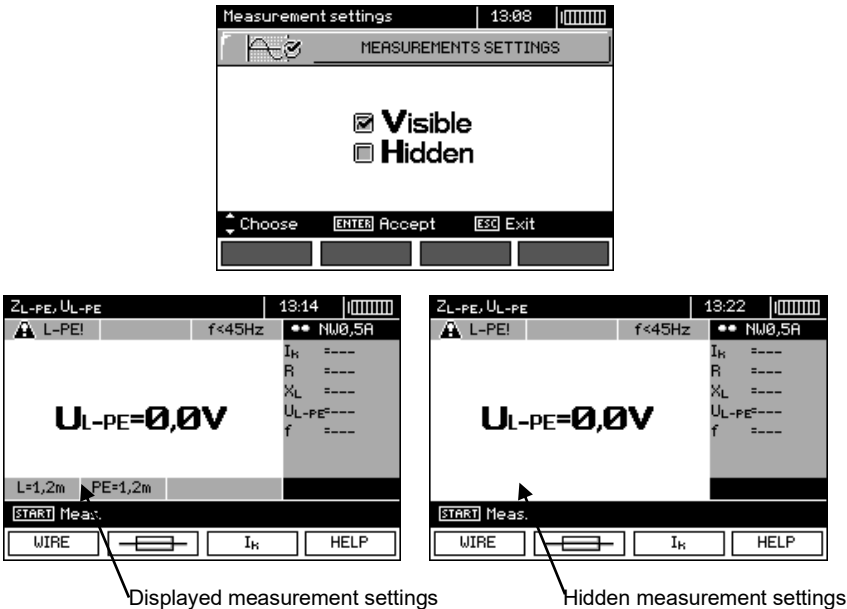 Measurement settings 13:08
MEASUREMENTS SETTINGS
Visible
Hidden
Choose ENTER Accept ESC Exit
ZL-PE, UL-PE 13:14
L-PE! f<45Hz NW0,5A
Ik =---
R =---
XL =---
UL-PE=---
f =---
UL-PE=0,0V
L=1,2m PE=1,2m
START Meas.
WIRE Ik HELP
Displayed measurement settings
ZL-PE, UL-PE 13:22
L-PE! f<45Hz NW0,5A
Ik =---
R =---
XL =---
UL-PE=---
f =---
UL-PE=0,0V
START Meas.
WIRE Ik HELP
Hidden measurement settings